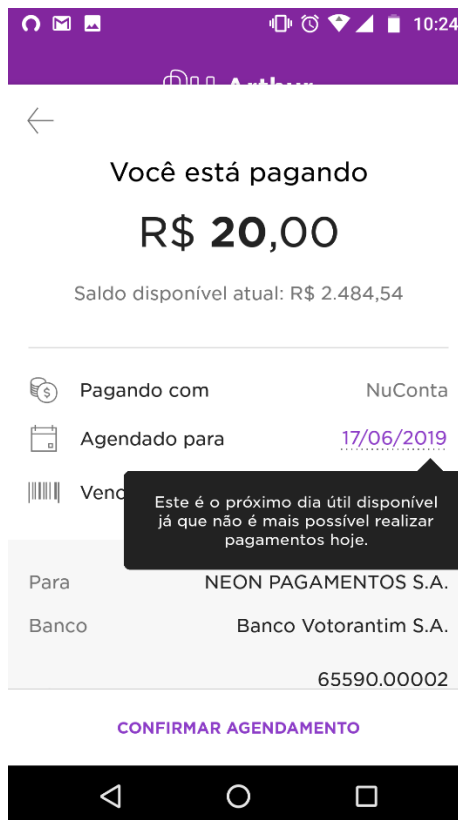 10:24
Você está pagando
R$ 20,00
Saldo disponível atual: R$ 2.484,54
Pagando com NuConta
Agendado para 17/06/2019
Este é o próximo dia útil disponível
já que não é mais possível realizar
pagamentos hoje.
Para NEON PAGAMENTOS S.A.
Banco Banco Votorantim S.A.
65590.00002
CONFIRMAR AGENDAMENTO